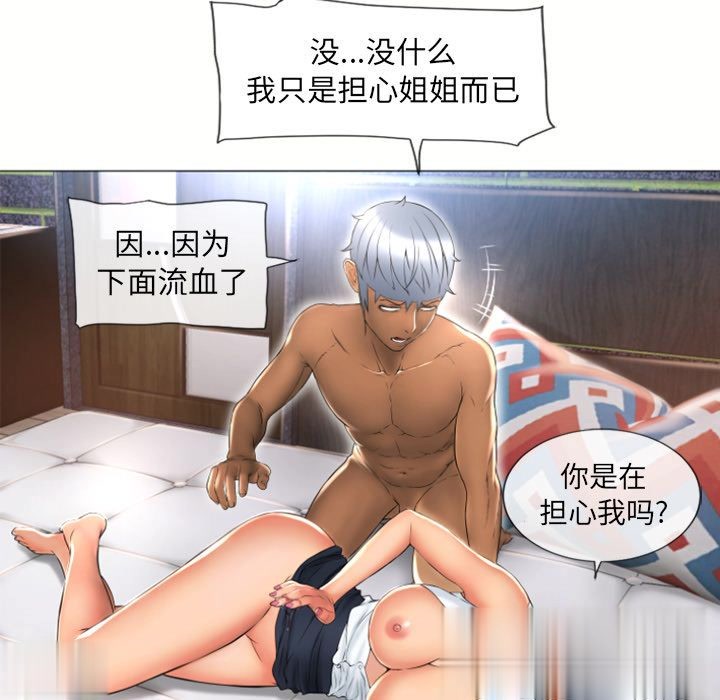 没...没什么
我只是担心姐姐而已
因...因为
下面流血了
你是在
担心我吗?